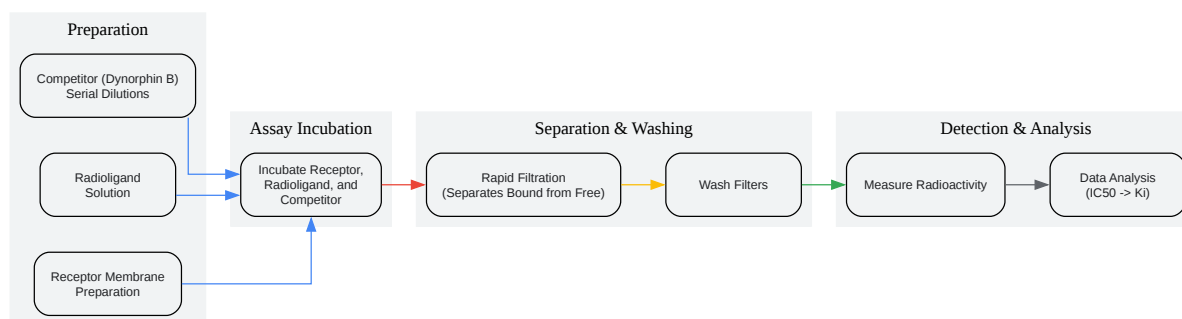 Preparation
Competitor (Dynorphin B)
Serial Dilutions
Radioligand
Solution
Receptor Membrane
Preparation
Assay Incubation
Incubate Receptor,
Radioligand, and
Competitor
Separation & Washing
Rapid Filtration
(Separates Bound from Free)
Wash Filters
Detection & Analysis
Measure Radioactivity
Data Analysis
(IC50 -> Ki)